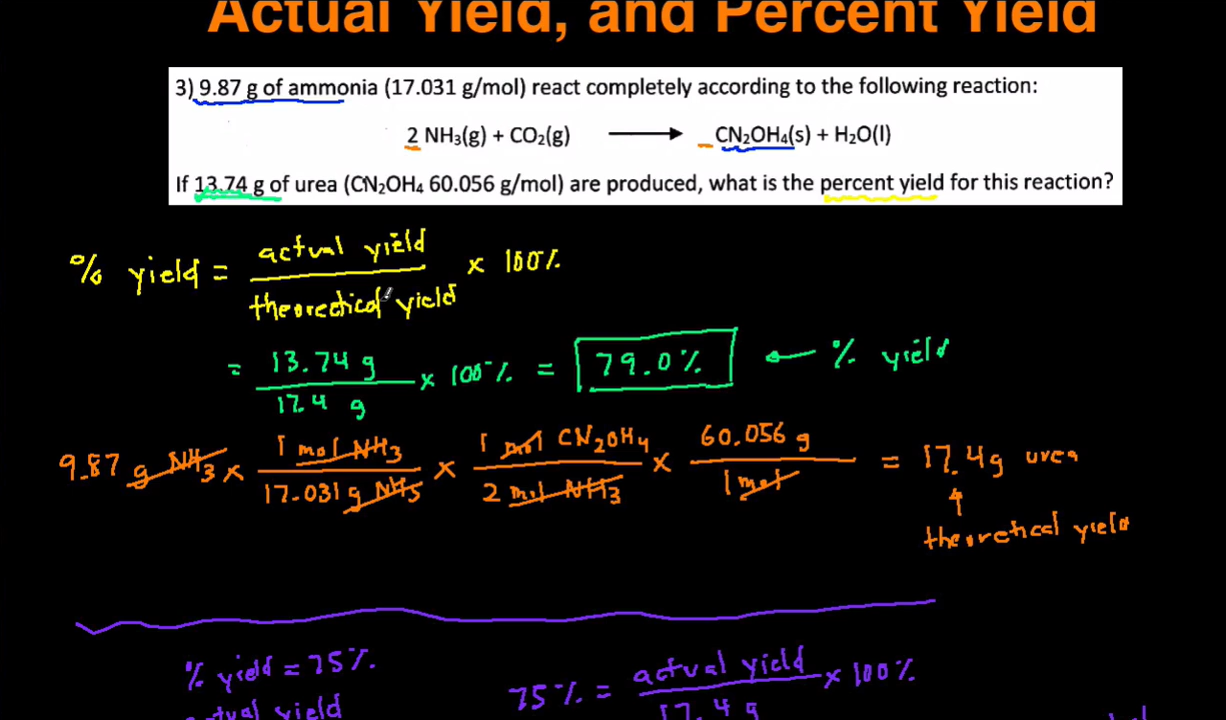 Actual Yield, and Percent Yield
3) 9.87 g of ammonia (17.031 g/mol) react completely according to the following reaction:
2 NH₃(g) + CO₂(g) ⟶ _CN₂OH₄(s) + H₂O(l)
If 13.74 g of urea (CN₂OH₄ 60.056 g/mol) are produced, what is the percent yield for this reaction?
% yield = actual yield / theorectical yield × 100%
= 13.74 g / 17.4 g × 100% = 79.0% ← % yield
9.87 g NH₃ × 1 mol NH₃ / 17.031 g NH₃ × 1 mol CN₂OH₄ / 2 mol NH₃ × 60.056 g / 1 mol = 17.4 g urea
↑
theoretical yield
% yield = 75%.
75% = actual yield / 17.4 g × 100%
yield